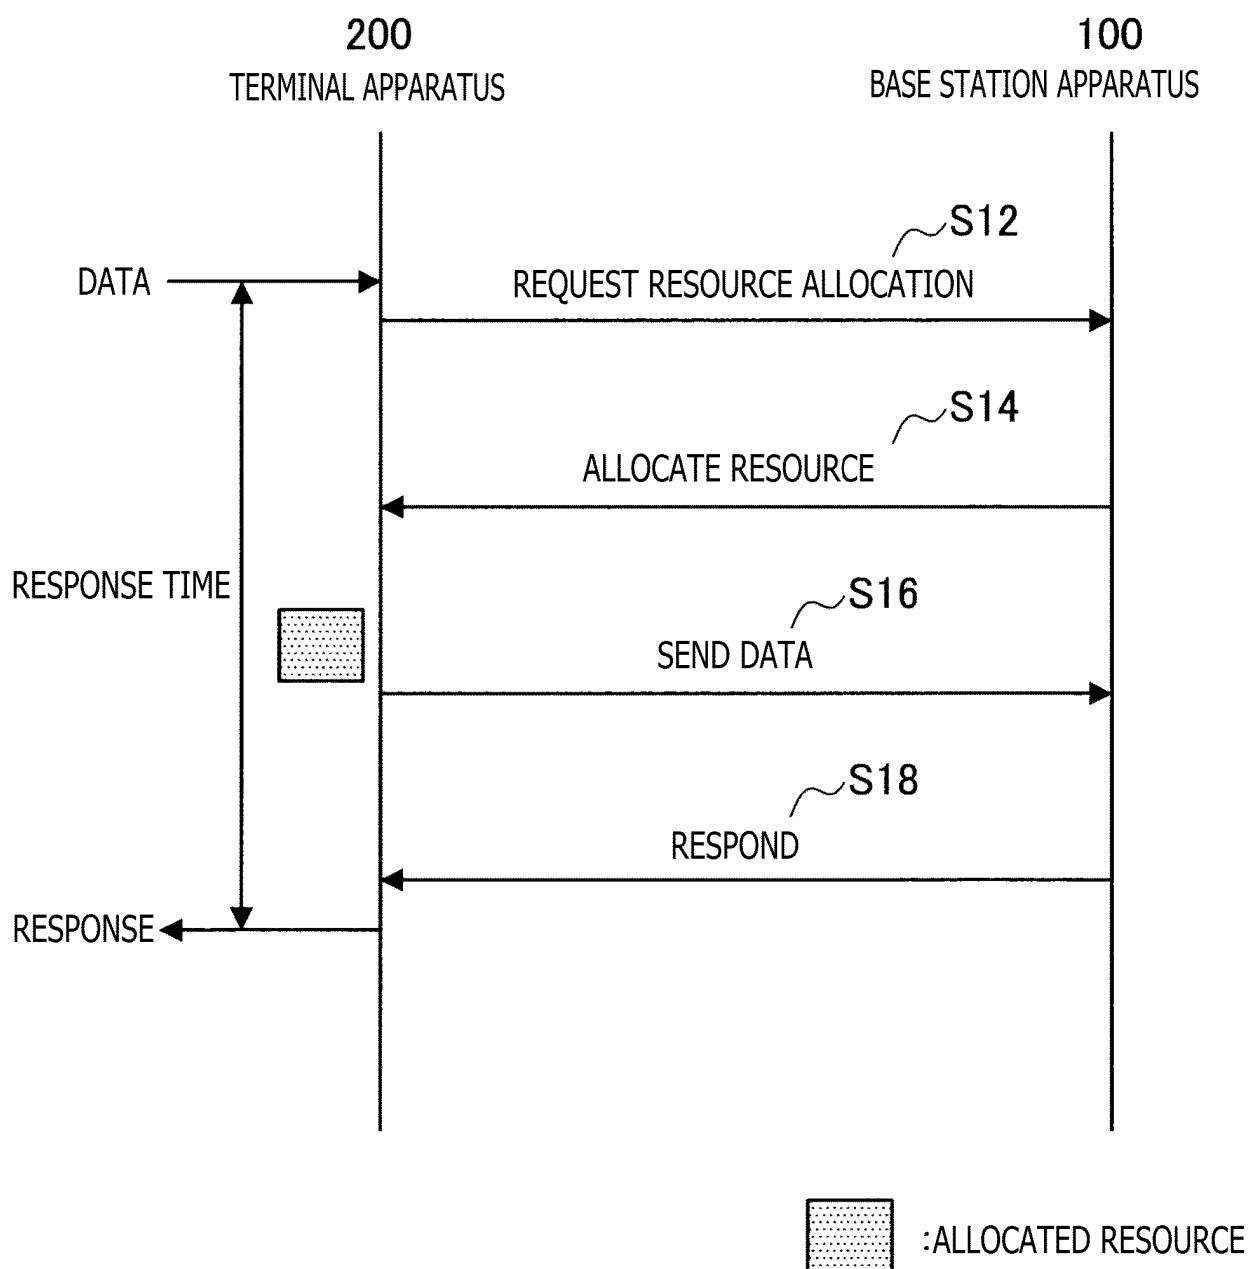 200
100
TERMINAL APPARATUS
BASE STATION APPARATUS
S12
DATA
REQUEST RESOURCE ALLOCATION
S14
ALLOCATE RESOURCE
RESPONSE TIME
S16
SEND DATA
S18
RESPOND
RESPONSE
:ALLOCATED RESOURCE